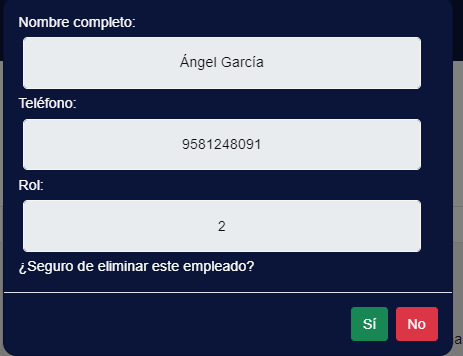 Nombre completo:
Ángel García
Teléfono:
9581248091
Rol:
2
¿Seguro de eliminar este empleado?
Sí
No